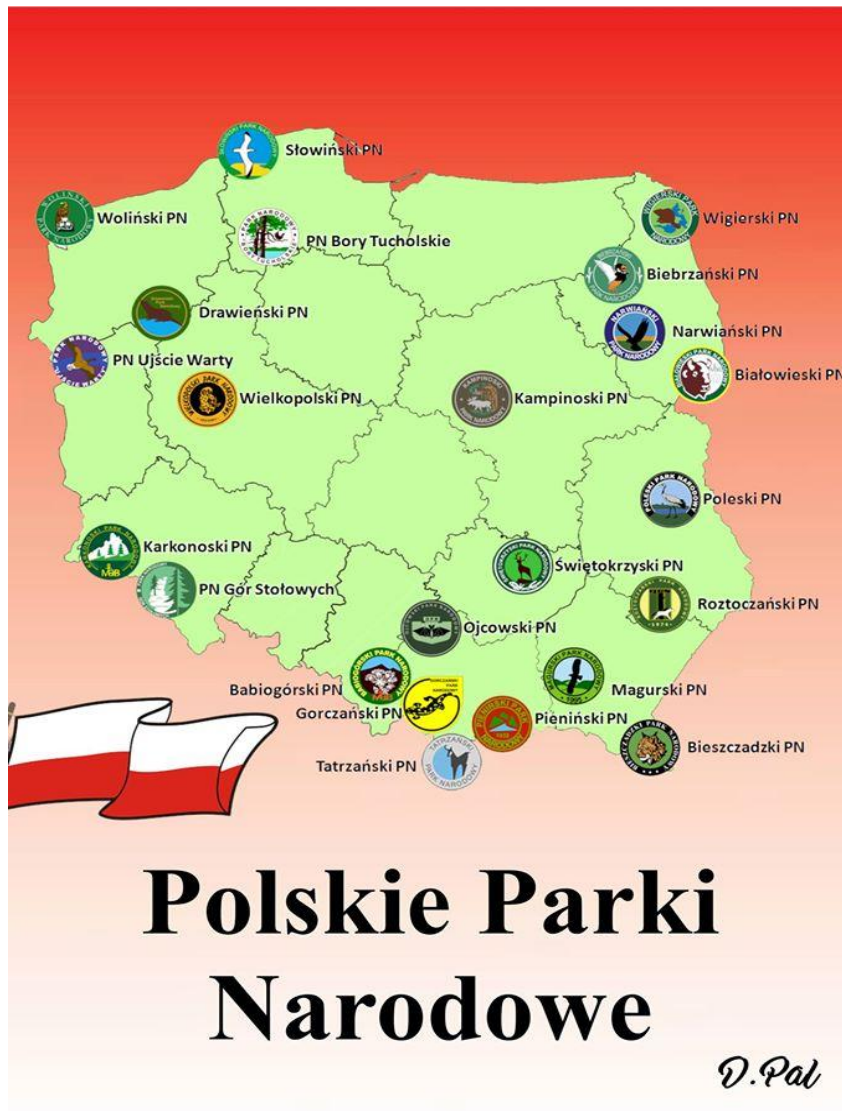 Słowiński PN
Woliński PN
Wigierski PN
PN Bory Tucholskie
Biebrzański PN
Drawieński PN
Narwiański PN
PN Ujście Warty
Białowieski PN
Wielkopolski PN
Kampinoski PN
Poleski PN
Karkonoski PN
Świętokrzyski PN
PN Gór Stołowych
Roztoczański PN
Ojcowski PN
Babiogórski PN
Magurski PN
Gorczański PN
Pieniński PN
Tatrzański PN
Bieszczadzki PN
Polskie Parki
Narodowe
D.Pal